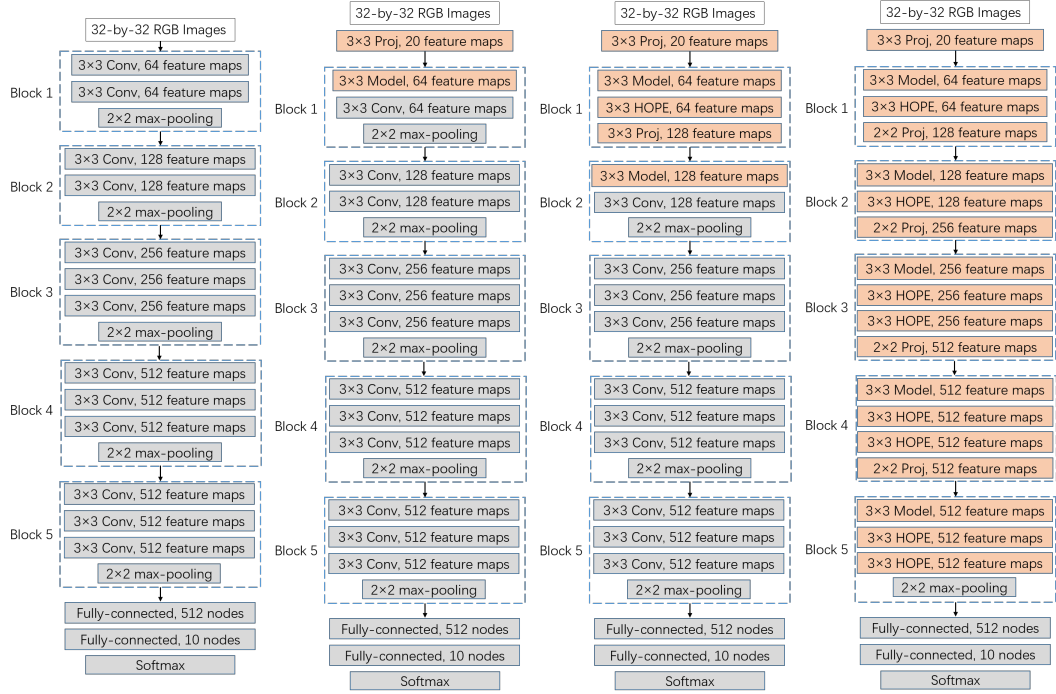 32-by-32 RGB Images
Block 1
3×3 Conv, 64 feature maps
3×3 Conv, 64 feature maps
2×2 max-pooling
Block 2
3×3 Conv, 128 feature maps
3×3 Conv, 128 feature maps
2×2 max-pooling
Block 3
3×3 Conv, 256 feature maps
3×3 Conv, 256 feature maps
3×3 Conv, 256 feature maps
2×2 max-pooling
Block 4
3×3 Conv, 512 feature maps
3×3 Conv, 512 feature maps
3×3 Conv, 512 feature maps
2×2 max-pooling
Block 5
3×3 Conv, 512 feature maps
3×3 Conv, 512 feature maps
3×3 Conv, 512 feature maps
2×2 max-pooling
Fully-connected, 512 nodes
Fully-connected, 10 nodes
Softmax
32-by-32 RGB Images
3×3 Proj, 20 feature maps
Block 1
3×3 Model, 64 feature maps
3×3 Conv, 64 feature maps
2×2 max-pooling
Block 2
3×3 Conv, 128 feature maps
3×3 Conv, 128 feature maps
2×2 max-pooling
Block 3
3×3 Conv, 256 feature maps
3×3 Conv, 256 feature maps
3×3 Conv, 256 feature maps
2×2 max-pooling
Block 4
3×3 Conv, 512 feature maps
3×3 Conv, 512 feature maps
3×3 Conv, 512 feature maps
2×2 max-pooling
Block 5
3×3 Conv, 512 feature maps
3×3 Conv, 512 feature maps
3×3 Conv, 512 feature maps
2×2 max-pooling
Fully-connected, 512 nodes
Fully-connected, 10 nodes
Softmax
32-by-32 RGB Images
3×3 Proj, 20 feature maps
Block 1
3×3 Model, 64 feature maps
3×3 HOPE, 64 feature maps
3×3 Proj, 128 feature maps
Block 2
3×3 Model, 128 feature maps
3×3 Conv, 128 feature maps
2×2 max-pooling
Block 3
3×3 Conv, 256 feature maps
3×3 Conv, 256 feature maps
3×3 Conv, 256 feature maps
2×2 max-pooling
Block 4
3×3 Conv, 512 feature maps
3×3 Conv, 512 feature maps
3×3 Conv, 512 feature maps
2×2 max-pooling
Block 5
3×3 Conv, 512 feature maps
3×3 Conv, 512 feature maps
3×3 Conv, 512 feature maps
2×2 max-pooling
Fully-connected, 512 nodes
Fully-connected, 10 nodes
Softmax
32-by-32 RGB Images
3×3 Proj, 20 feature maps
Block 1
3×3 Model, 64 feature maps
3×3 HOPE, 64 feature maps
2×2 Proj, 128 feature maps
Block 2
3×3 Model, 128 feature maps
3×3 HOPE, 128 feature maps
2×2 Proj, 256 feature maps
Block 3
3×3 Model, 256 feature maps
3×3 HOPE, 256 feature maps
3×3 HOPE, 256 feature maps
2×2 Proj, 512 feature maps
Block 4
3×3 Model, 512 feature maps
3×3 HOPE, 512 feature maps
3×3 HOPE, 512 feature maps
2×2 Proj, 512 feature maps
Block 5
3×3 Model, 512 feature maps
3×3 HOPE, 512 feature maps
3×3 HOPE, 512 feature maps
2×2 max-pooling
Fully-connected, 512 nodes
Fully-connected, 10 nodes
Softmax